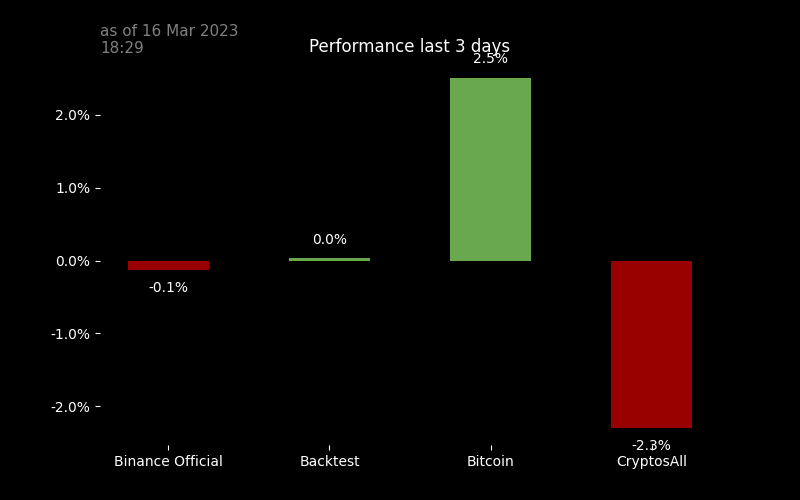 as of 16 Mar 2023
18:29
Performance last 3 days
2.5%
2.0%
1.0%
0.0%
0.0%
-0.1%
-1.0%
-2.0%
-2.3%
Binance Official
Backtest
Bitcoin
CryptosAll